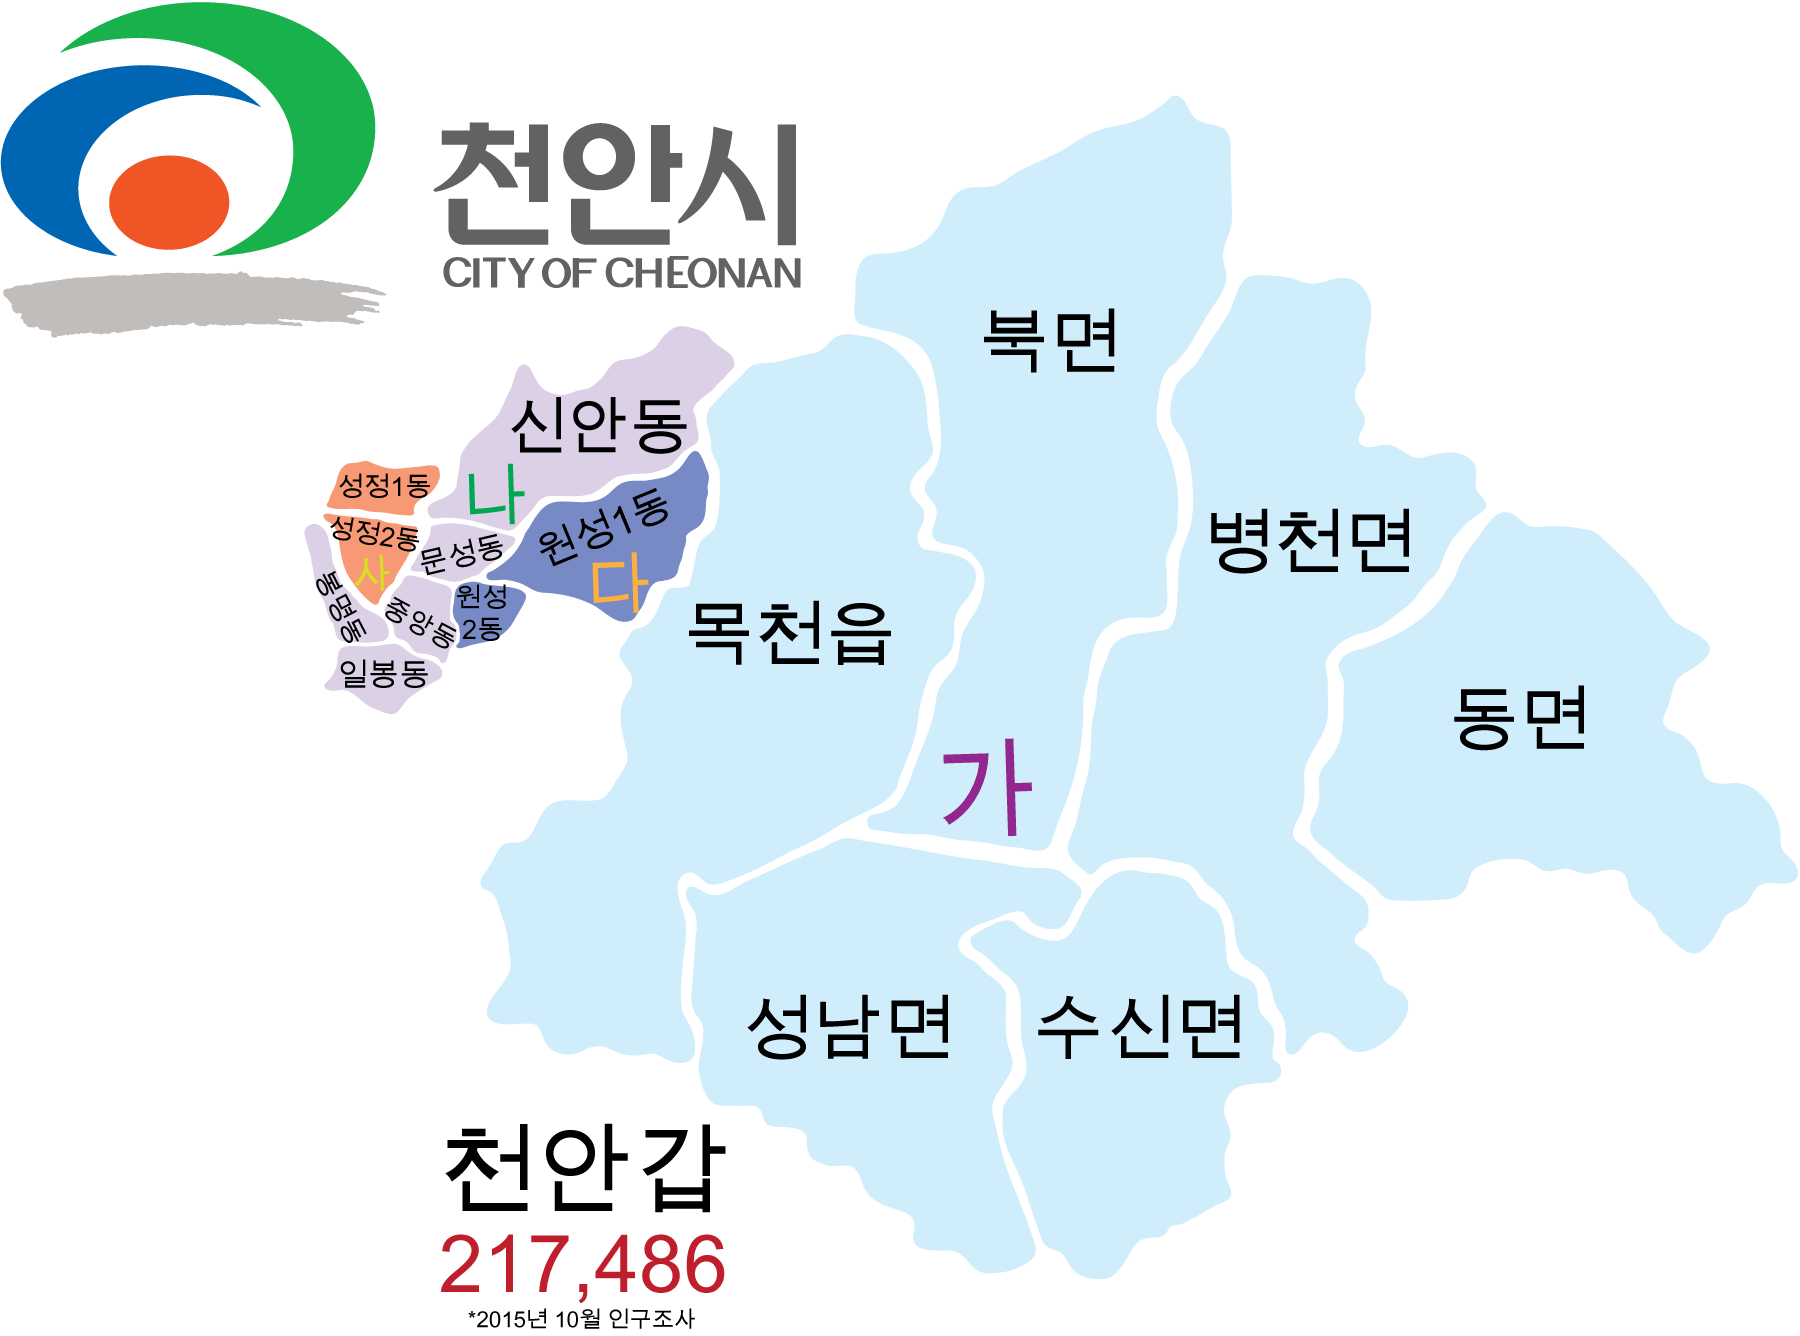 천안시
CITY OF CHEONAN
북면
신안동
나
성정1동
성정2동
사
문성동
원성1동
다
원성
2동
봉명동
중앙동
일봉동
목천읍
병천면
동면
가
성남면
수신면
천안갑
217,486
*2015년 10월 인구조사